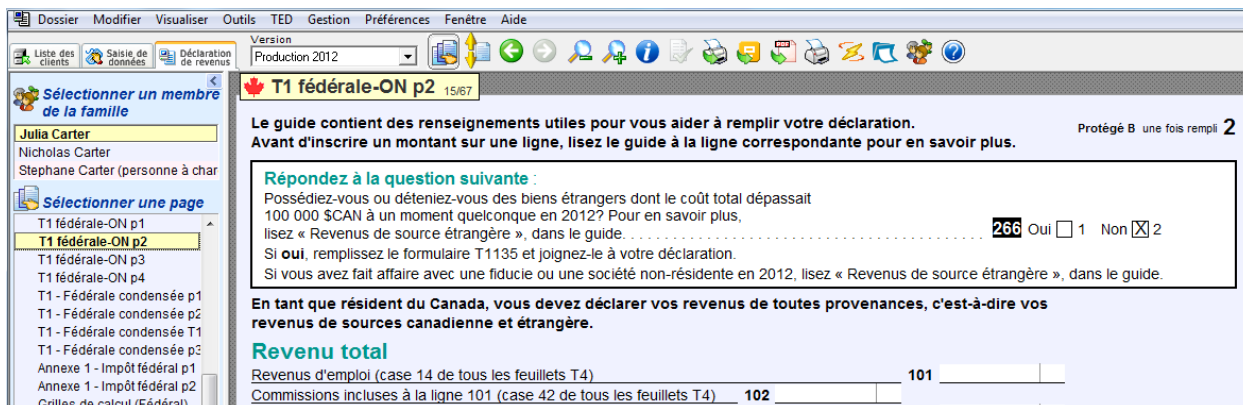 Dossier Modifier Visualiser Outils TED Gestion Préférences Fenêtre Aide
Liste des clients
Saisie de données
Déclaration de revenus
Version
Production 2012
Sélectionner un membre
de la famille
Julia Carter
Nicholas Carter
Stephane Carter (personne à char
Sélectionner une page
T1 fédérale-ON p1
T1 fédérale-ON p2
T1 fédérale-ON p3
T1 fédérale-ON p4
T1 - Fédérale condensée p1
T1 - Fédérale condensée p2
T1 - Fédérale condensée T1
T1 - Fédérale condensée p3
Annexe 1 - Impôt fédéral p1
Annexe 1 - Impôt fédéral p2
Grilles de calcul (Fédéral)
T1 fédérale-ON p2 15/67
Le guide contient des renseignements utiles pour vous aider à remplir votre déclaration.
Avant d'inscrire un montant sur une ligne, lisez le guide à la ligne correspondante pour en savoir plus.
Protégé B une fois rempli 2
Répondez à la question suivante :
Possédiez-vous ou déteniez-vous des biens étrangers dont le coût total dépassait
100 000 $CAN à un moment quelconque en 2012? Pour en savoir plus,
lisez « Revenus de source étrangère », dans le guide. 266 Oui 1 Non X 2
Si oui, remplissez le formulaire T1135 et joignez-le à votre déclaration.
Si vous avez fait affaire avec une fiducie ou une société non-résidente en 2012, lisez « Revenus de source étrangère », dans le guide.
En tant que résident du Canada, vous devez déclarer vos revenus de toutes provenances, c'est-à-dire vos
revenus de sources canadienne et étrangère.
Revenu total
Revenus d'emploi (case 14 de tous les feuillets T4) 101
Commissions incluses à la ligne 101 (case 42 de tous les feuillets T4) 102